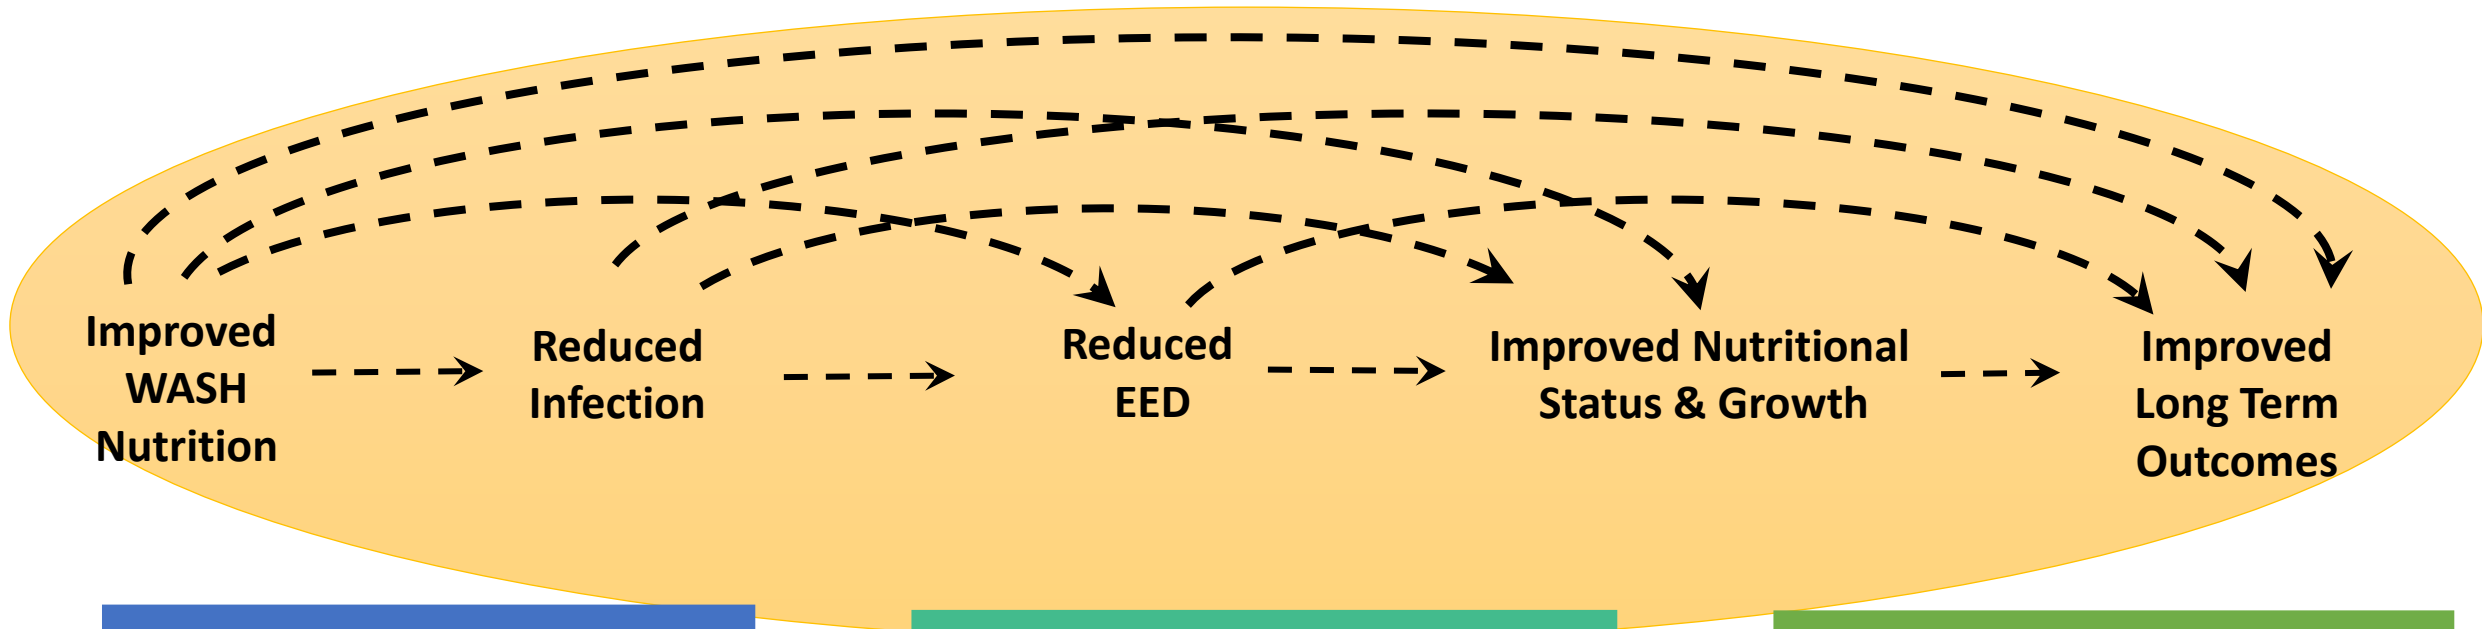 Improved
WASH
Nutrition
Reduced
Infection
Reduced
EED
Improved Nutritional
Status & Growth
Improved
Long Term
Outcomes